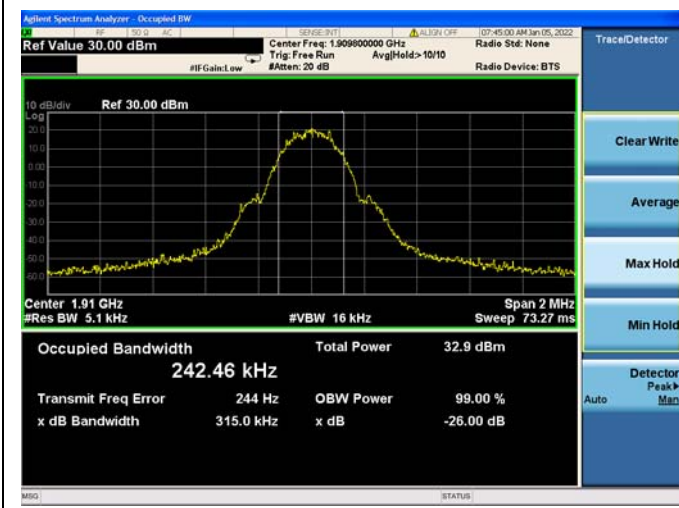 Agilent Spectrum Analyzer - Occupied BW
RF 50 Ω AC SENSE:INT ALIGN OFF 07:45:00 AM Jan 05, 2022
Ref Value 30.00 dBm Center Freq: 1.909800000 GHz Radio Std: None Trace/Detector
Trig: Free Run Avg|Hold:>10/10
#IFGain:Low #Atten: 20 dB Radio Device: BTS
10 dB/div Ref 30.00 dBm
Log
20.0
10.0
0.00
10.0
20.0
30.0
40.0
50.0
60.0
Clear Write
Average
Max Hold
Min Hold
Center 1.91 GHz Span 2 MHz
#Res BW 5.1 kHz #VBW 16 kHz Sweep 73.27 ms
Occupied Bandwidth Total Power 32.9 dBm
242.46 kHz
Transmit Freq Error 244 Hz OBW Power 99.00 %
x dB Bandwidth 315.0 kHz x dB -26.00 dB
Detector
Peak▶
Auto Man
MSG STATUS